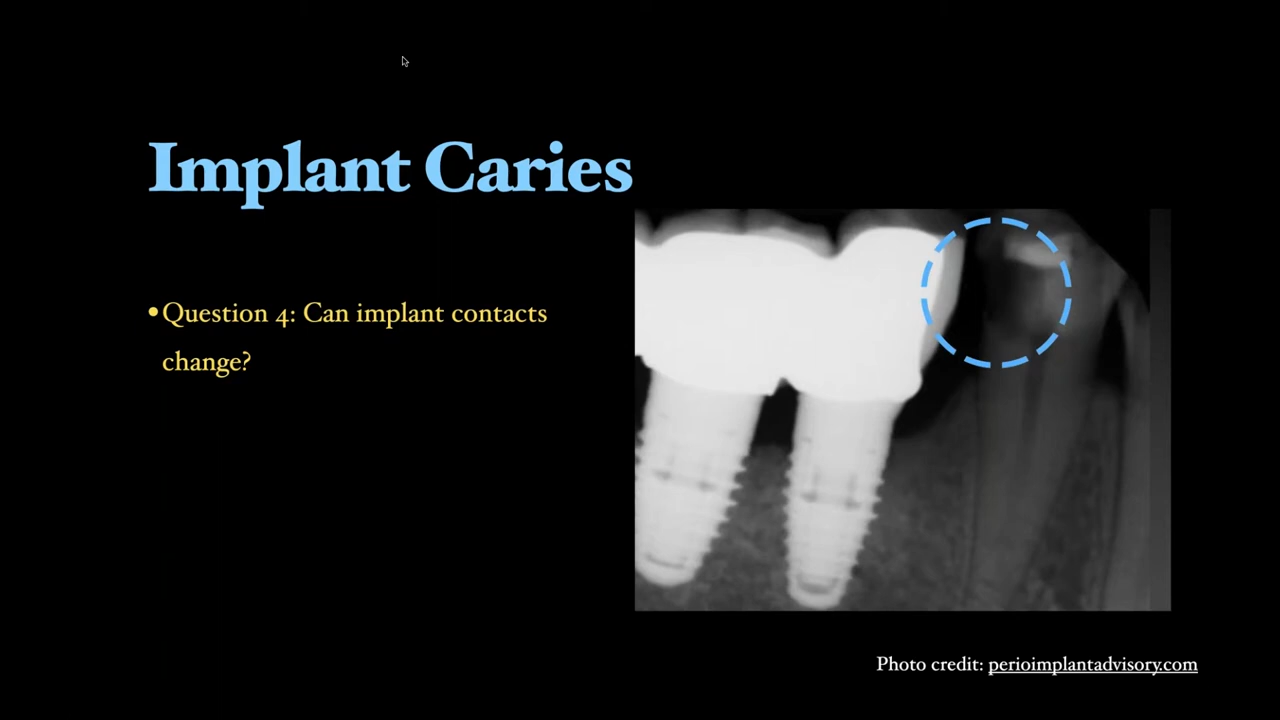 Implant Caries
•Question 4: Can implant contacts
change?
Photo credit: perioimplantadvisory.com